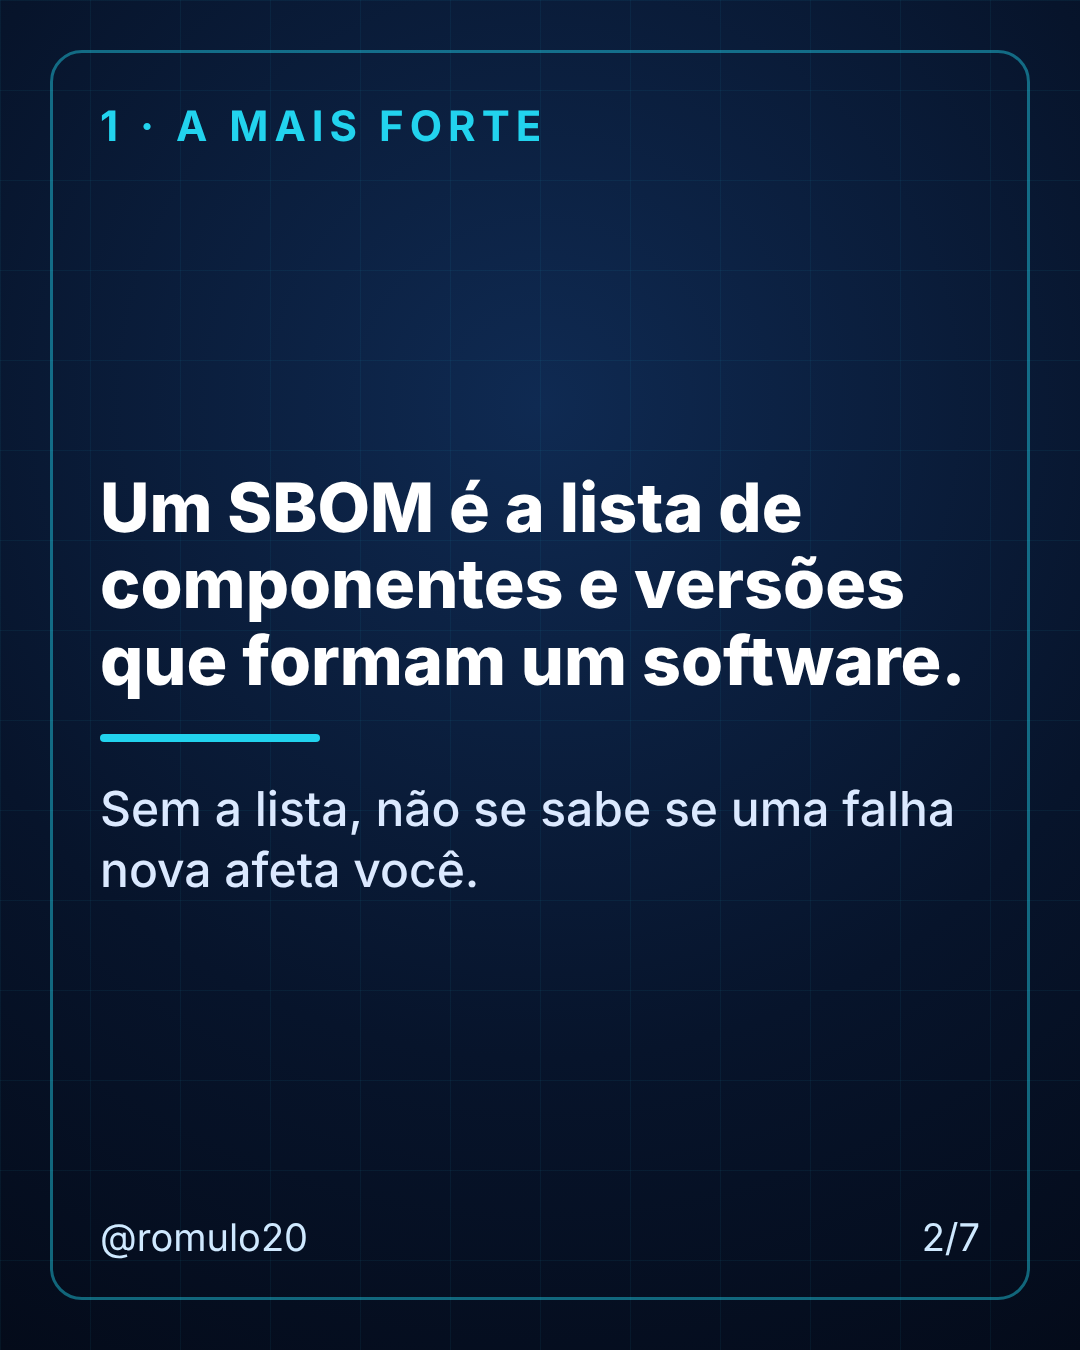 1 · A MAIS FORTE
Um SBOM é a lista de
componentes e versões
que formam um software.
Sem a lista, não se sabe se uma falha
nova afeta você.
@romulo20
2/7